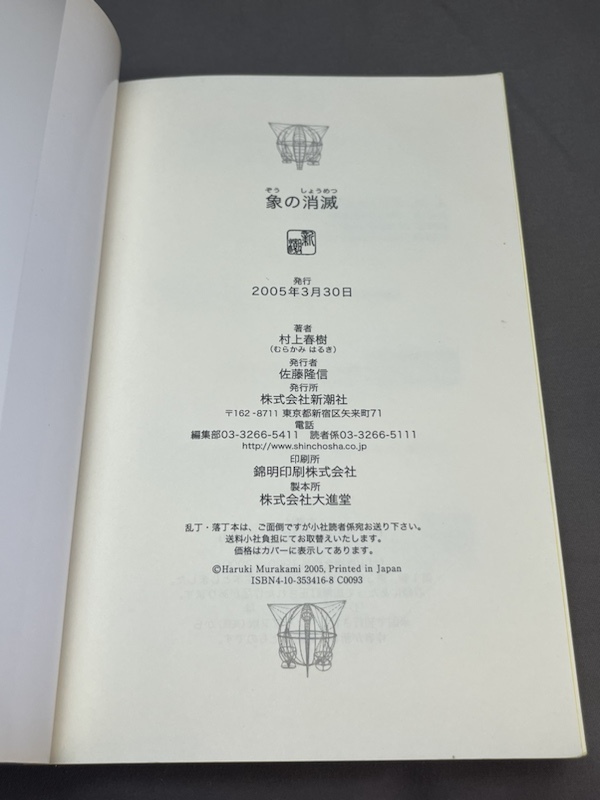 ぞう しょうめつ
象の消滅
発行
2005年3月30日
著者
村上春樹
(むらかみ はるき)
発行者
佐藤隆信
発行所
株式会社新潮社
〒162-8711 東京都新宿区矢来町71
電話
編集部03-3266-5411 読者係03-3266-5111
http://www.shinchosha.co.jp
印刷所
錦明印刷株式会社
製本所
株式会社大進堂
乱丁・落丁本は、ご面倒ですが小社読者係宛お送り下さい。
送料小社負担にてお取替えいたします。
価格はカバーに表示してあります。
©Haruki Murakami 2005, Printed in Japan
ISBN4-10-353416-8 C0093